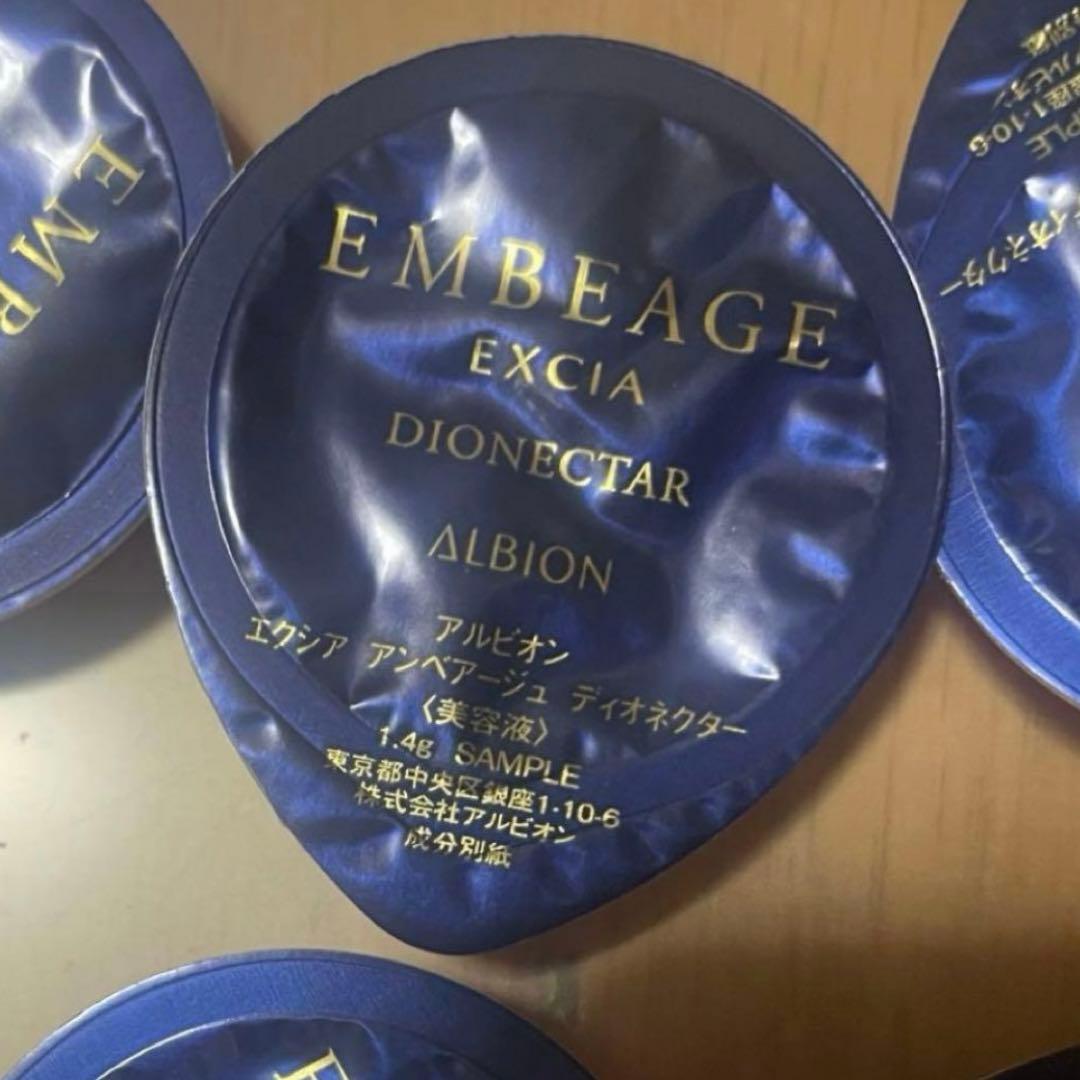 EMBEAGE
EXCIA
DIONECTAR
ALBION
アルビオン
エクシア アンベアージュ ディオネクター
〈美容液〉
1.4g SAMPLE
東京都中央区銀座1-10-6
株式会社アルビオン
成分別紙
EMB